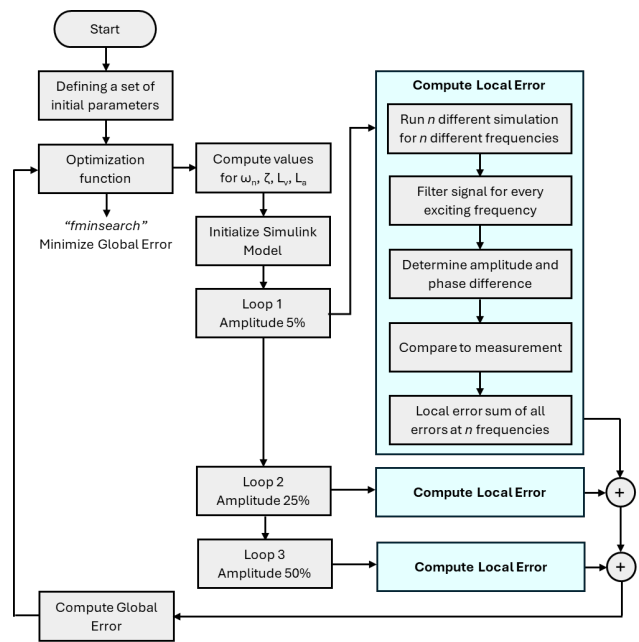 Start
Defining a set of
initial parameters
Optimization
function
“fminsearch”
Minimize Global Error
Compute values
for ωn, ζ, Lv, La
Initialize Simulink
Model
Loop 1
Amplitude 5%
Compute Local Error
Run n different simulation
for n different frequencies
Filter signal for every
exciting frequency
Determine amplitude and
phase difference
Compare to measurement
Local error sum of all
errors at n frequencies
Loop 2
Amplitude 25%
Compute Local Error
+
Loop 3
Amplitude 50%
Compute Local Error
+
Compute Global
Error